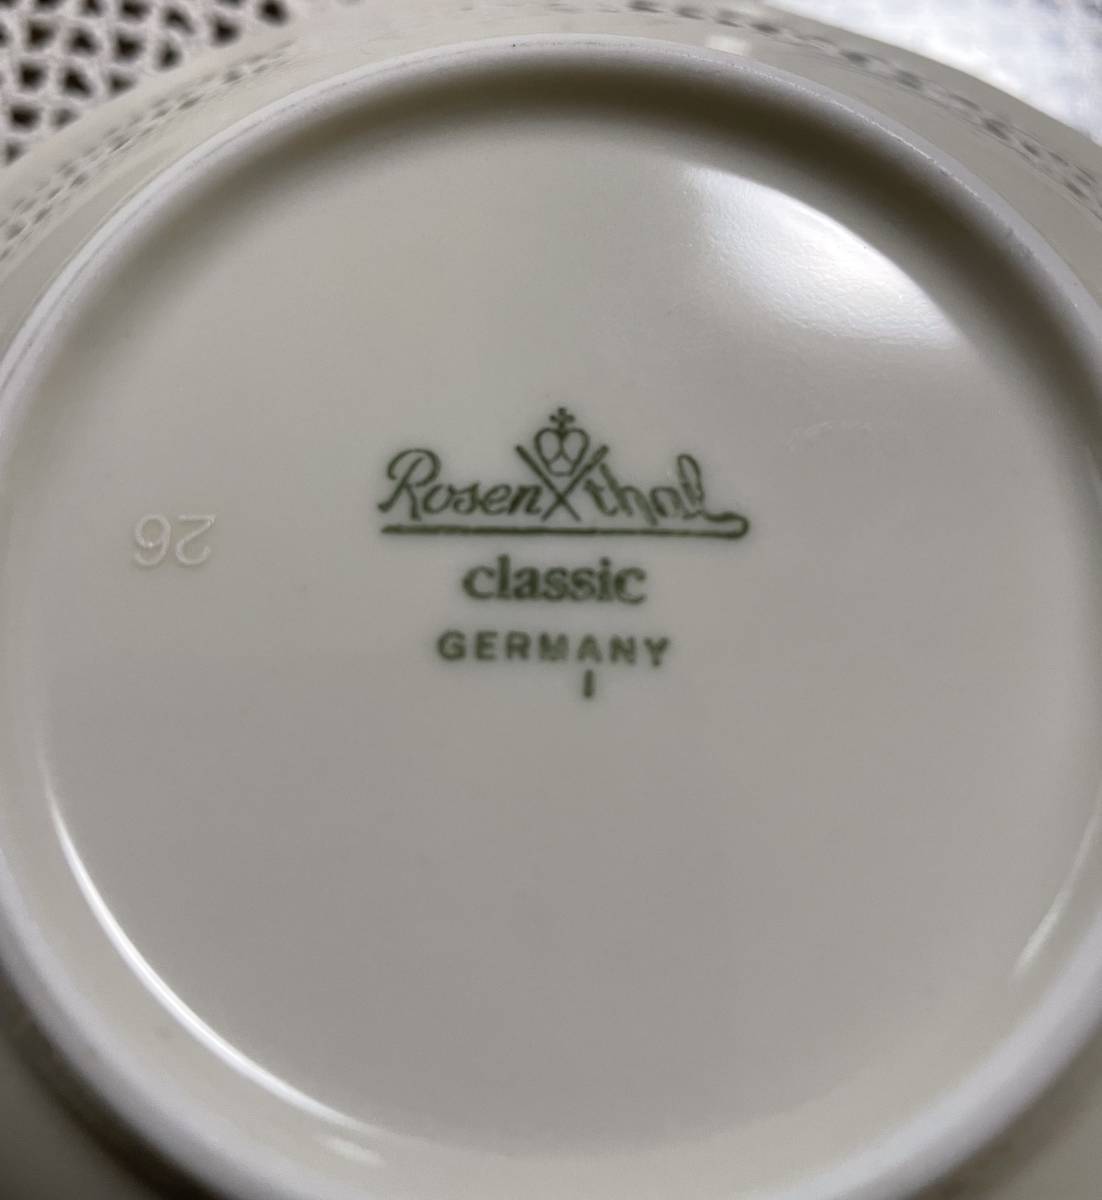 Rosenthal
classic
GERMANY
I
26